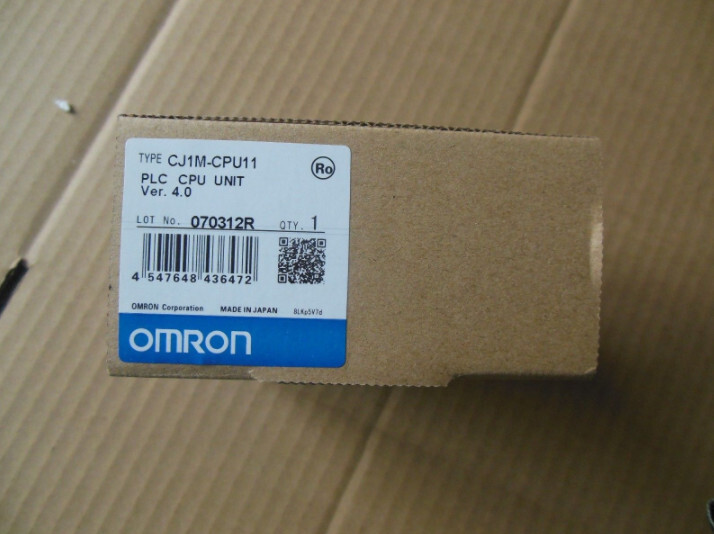 TYPE CJ1M-CPU11
Ro
PLC CPU UNIT
Ver. 4.0
LOT No. 070312R QTY. 1
4 547648 436472
OMRON Corporation MADE IN JAPAN 8LKp5V7d
OMRON